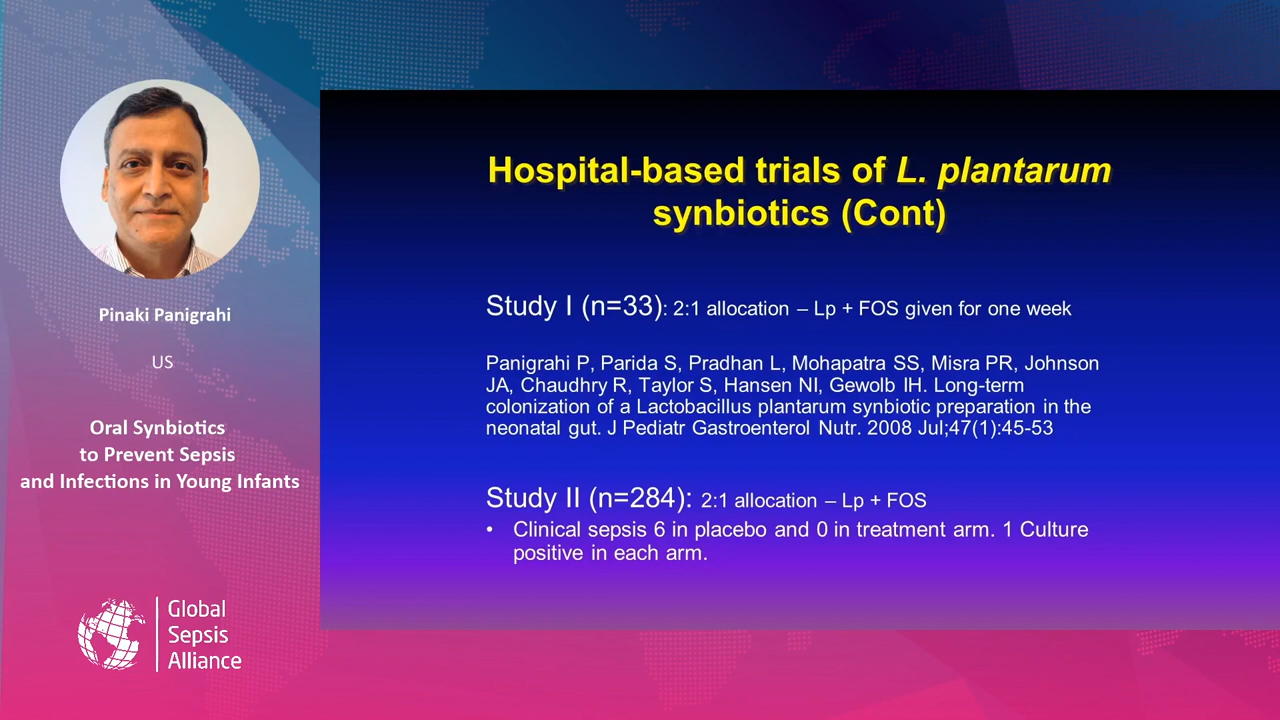 Pinaki Panigrahi
US
Oral Synbiotics
to Prevent Sepsis
and Infections in Young Infants
Global
Sepsis
Alliance
Hospital-based trials of L. plantarum
synbiotics (Cont)
Study I (n=33): 2:1 allocation – Lp + FOS given for one week
Panigrahi P, Parida S, Pradhan L, Mohapatra SS, Misra PR, Johnson
JA, Chaudhry R, Taylor S, Hansen NI, Gewolb IH. Long-term
colonization of a Lactobacillus plantarum synbiotic preparation in the
neonatal gut. J Pediatr Gastroenterol Nutr. 2008 Jul;47(1):45-53
Study II (n=284): 2:1 allocation – Lp + FOS
• Clinical sepsis 6 in placebo and 0 in treatment arm. 1 Culture
positive in each arm.